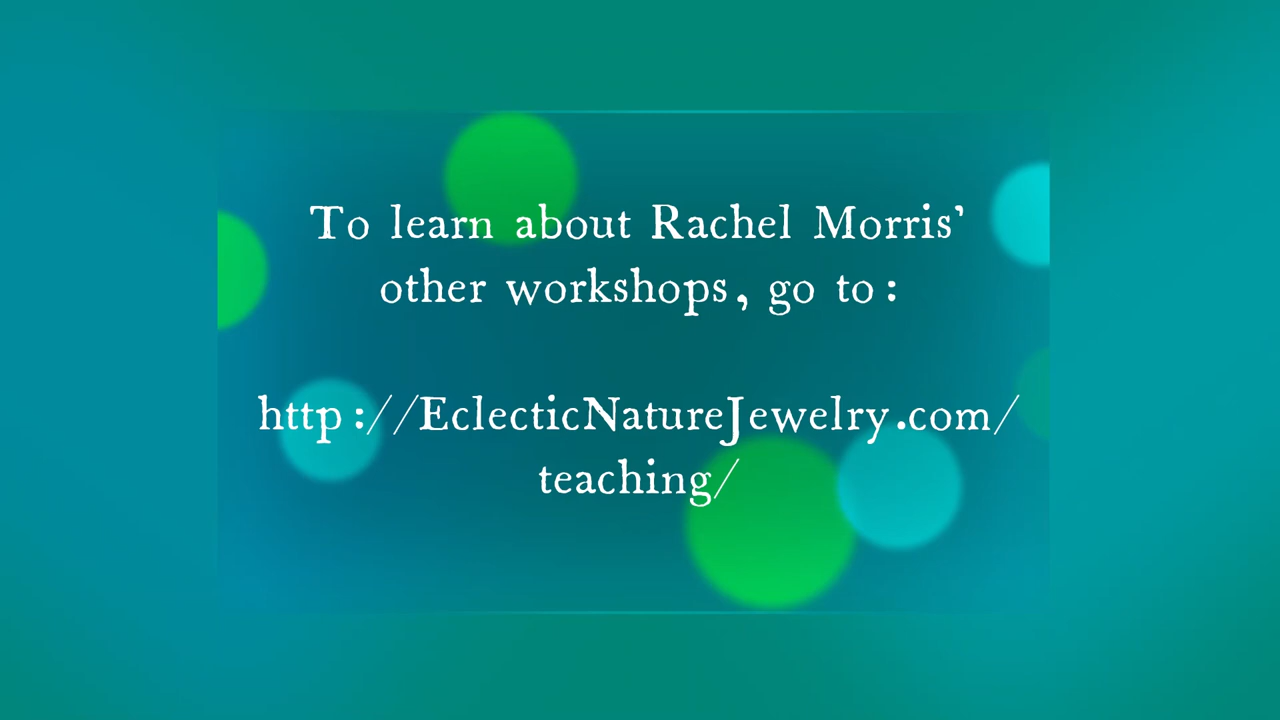 To learn about Rachel Morris’
other workshops, go to:
http://EclecticNatureJewelry.com/
teaching/